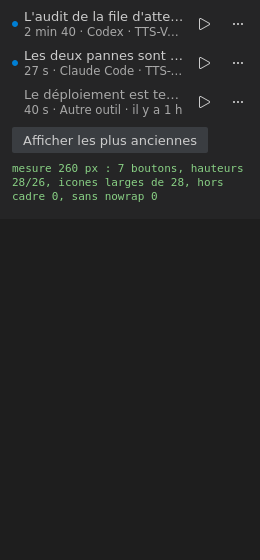 L'audit de la file d'atte...
2 min 40 · Codex · TTS-V...
Les deux pannes sont ...
27 s · Claude Code · TTS-...
Le déploiement est te...
40 s · Autre outil · il y a 1 h
Afficher les plus anciennes
mesure 260 px : 7 boutons, hauteurs
28/26, icones larges de 28, hors
cadre 0, sans nowrap 0